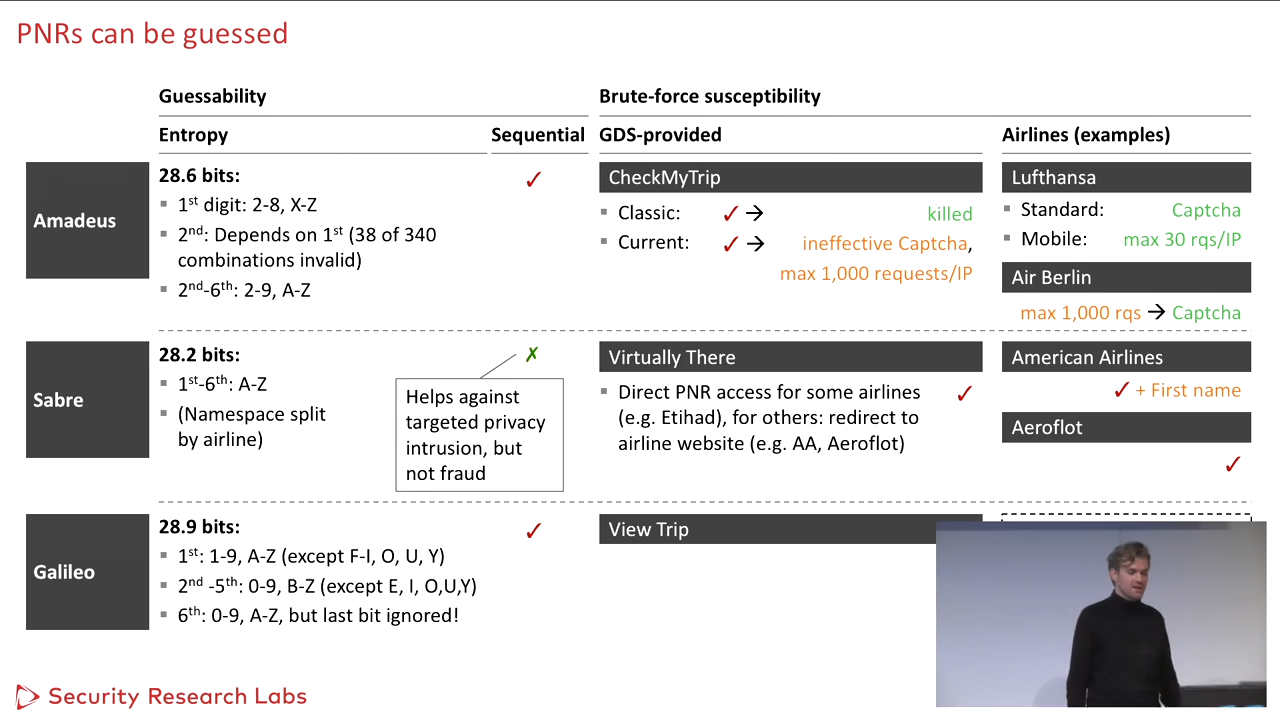 PNRs can be guessed
Guessability
Brute-force susceptibility
Entropy
Sequential
GDS-provided
Airlines (examples)
Amadeus
28.6 bits:
1st digit: 2-8, X-Z
2nd: Depends on 1st (38 of 340
combinations invalid)
2nd-6th: 2-9, A-Z
✓
CheckMyTrip
Classic: ✓ → killed
Current: ✓ → ineffective Captcha,
max 1,000 requests/IP
Lufthansa
Standard: Captcha
Mobile: max 30 rqs/IP
Air Berlin
max 1,000 rqs → Captcha
Sabre
28.2 bits:
1st-6th: A-Z
(Namespace split
by airline)
✗
Helps against
targeted privacy
intrusion, but
not fraud
Virtually There
Direct PNR access for some airlines
(e.g. Etihad), for others: redirect to
airline website (e.g. AA, Aeroflot)
✓
American Airlines
✓ + First name
Aeroflot
✓
Galileo
28.9 bits:
1st: 1-9, A-Z (except F-I, O, U, Y)
2nd -5th: 0-9, B-Z (except E, I, O,U,Y)
6th: 0-9, A-Z, but last bit ignored!
✓
View Trip
Security Research Labs